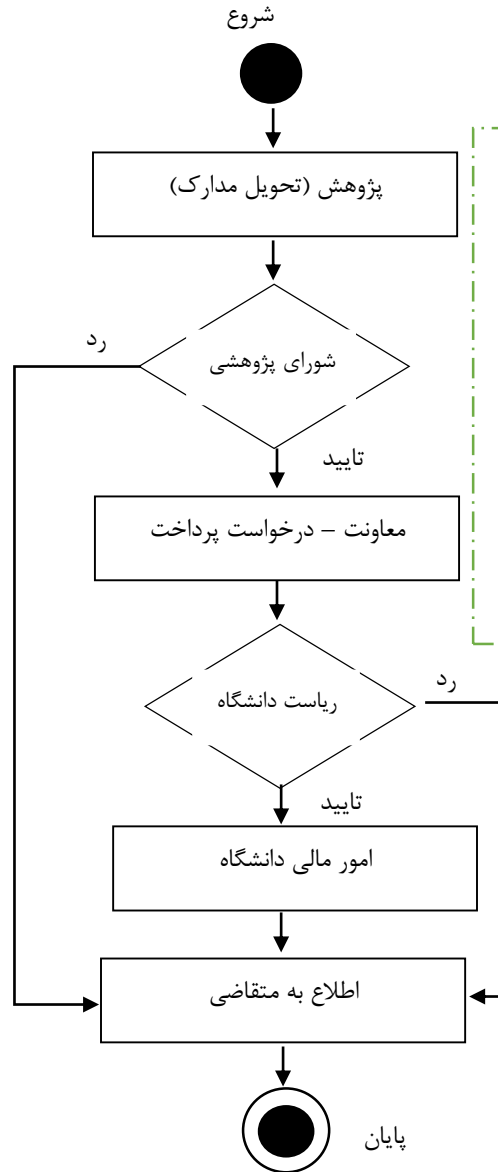 شروع
پژوهش (تحویل مدارک)
شورای پژوهشی
رد
تایید
معاونت – درخواست پرداخت
ریاست دانشگاه
رد
تایید
امور مالی دانشگاه
اطلاع به متقاضی
پایان